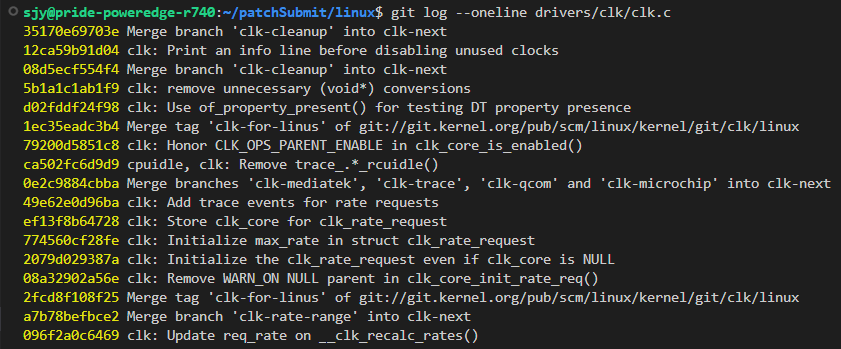 sjy@pride-poweredge-r740:~/patchSubmit/linux$ git log --oneline drivers/clk/clk.c
35170e69703e Merge branch 'clk-cleanup' into clk-next
12ca59b91d04 clk: Print an info line before disabling unused clocks
08d5ecf554f4 Merge branch 'clk-cleanup' into clk-next
5b1a1c1ab1f9 clk: remove unnecessary (void*) conversions
d02fddf24f98 clk: Use of_property_present() for testing DT property presence
1ec35eadc3b4 Merge tag 'clk-for-linus' of git://git.kernel.org/pub/scm/linux/kernel/git/clk/linux
79200d5851c8 clk: Honor CLK_OPS_PARENT_ENABLE in clk_core_is_enabled()
ca502fc6d9d9 cpuidle, clk: Remove trace_.*_rcuidle()
0e2c9884cbba Merge branches 'clk-mediatek', 'clk-trace', 'clk-qcom' and 'clk-microchip' into clk-next
49e62e0d96ba clk: Add trace events for rate requests
ef13f8b64728 clk: Store clk_core for clk_rate_request
774560cf28fe clk: Initialize max_rate in struct clk_rate_request
2079d029387a clk: Initialize the clk_rate_request even if clk_core is NULL
08a32902a56e clk: Remove WARN_ON NULL parent in clk_core_init_rate_req()
2fcd8f108f25 Merge tag 'clk-for-linus' of git://git.kernel.org/pub/scm/linux/kernel/git/clk/linux
a7b78befbce2 Merge branch 'clk-rate-range' into clk-next
096f2a0c6469 clk: Update req_rate on __clk_recalc_rates()